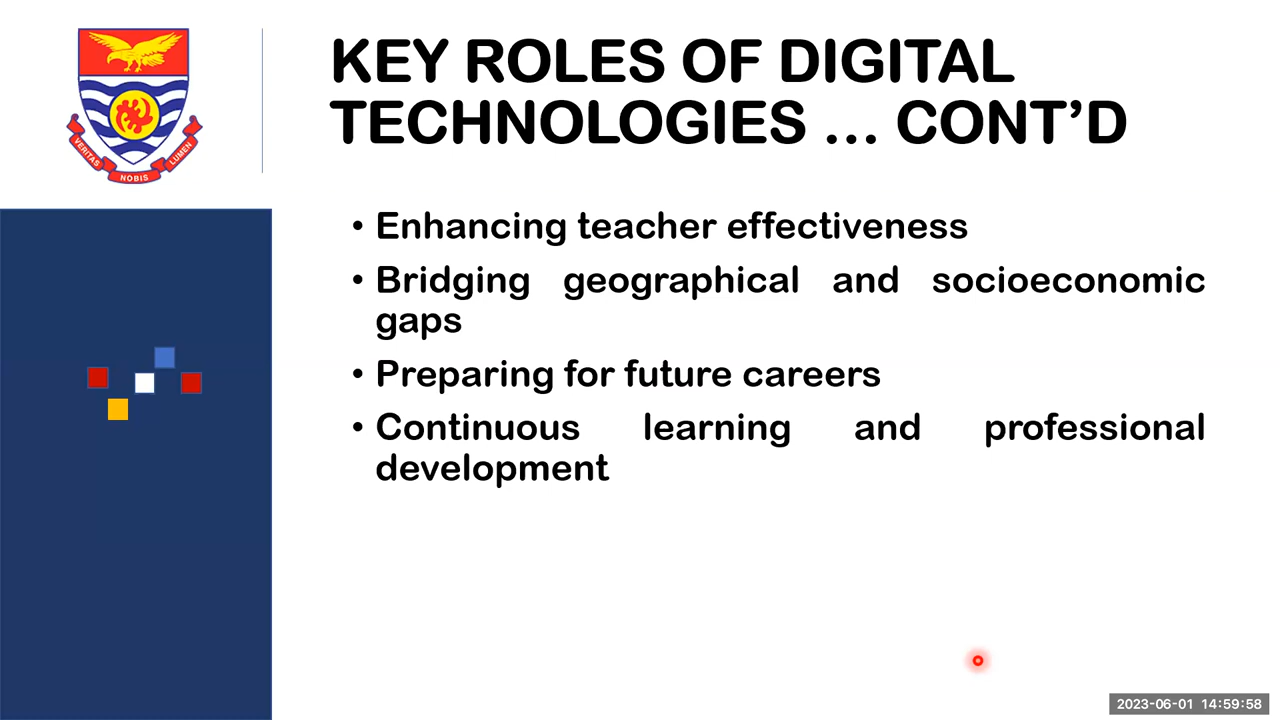 VERITAS
NOBIS
LUMEN
KEY ROLES OF DIGITAL
TECHNOLOGIES ... CONT’D
• Enhancing teacher effectiveness
• Bridging geographical and socioeconomic
gaps
• Preparing for future careers
• Continuous learning and professional
development
2023-06-01 14:59:58